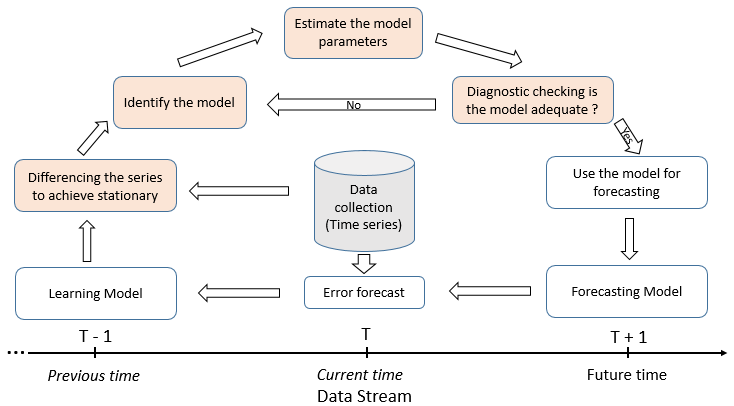 Estimate the model
parameters
Identify the model
Diagnostic checking is
the model adequate ?
No
Yes
Differencing the series
to achieve stationary
Data
collection
(Time series)
Use the model for
forecasting
Learning Model
Error forecast
Forecasting Model
T - 1
T
T + 1
...
Previous time
Current time
Future time
Data Stream